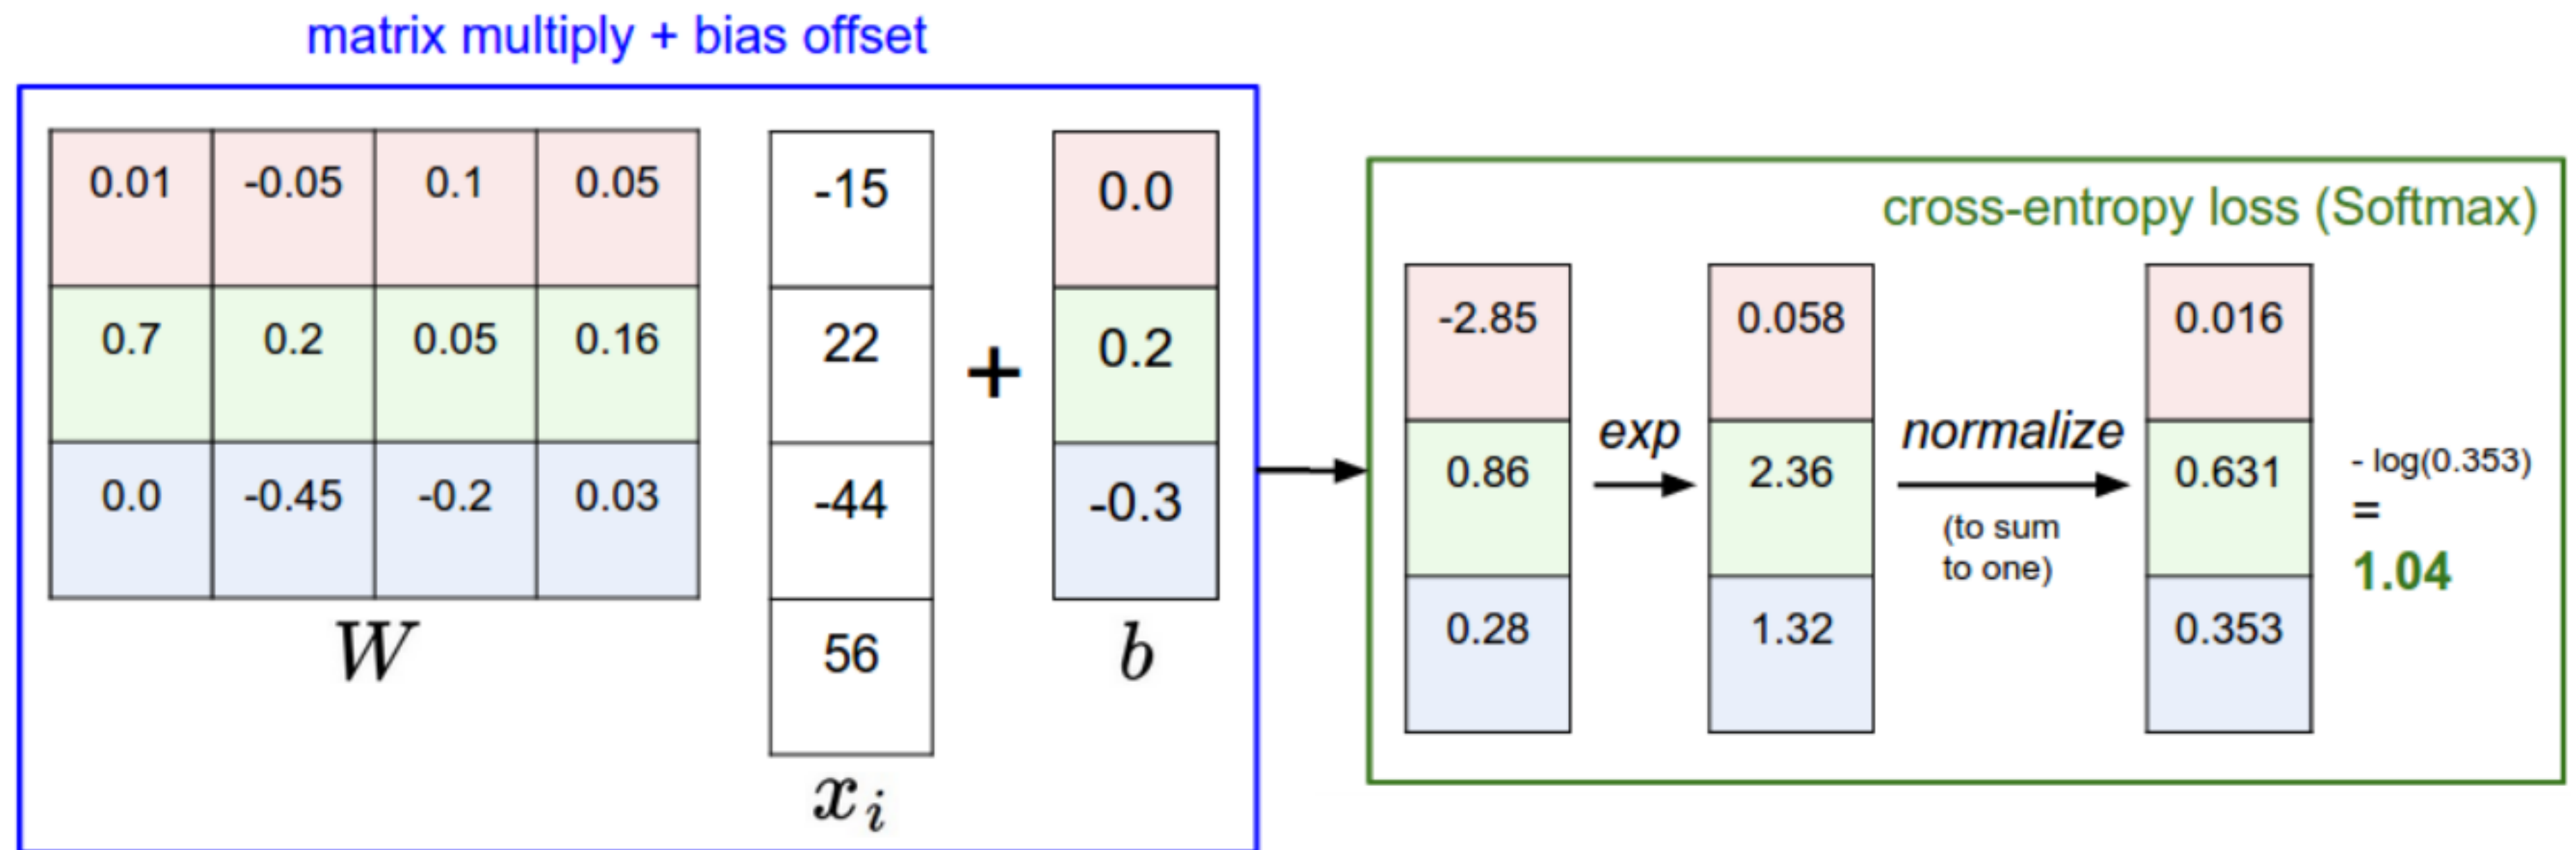 matrix multiply + bias offset
0.01 -0.05 0.1 0.05
0.7 0.2 0.05 0.16
0.0 -0.45 -0.2 0.03
W
-15
22
-44
56
x i
+
0.0
0.2
-0.3
b
cross-entropy loss (Softmax)
-2.85
0.86
0.28
exp
0.058
2.36
1.32
normalize
(to sum
to one)
0.016
0.631
0.353
- log(0.353)
=
1.04